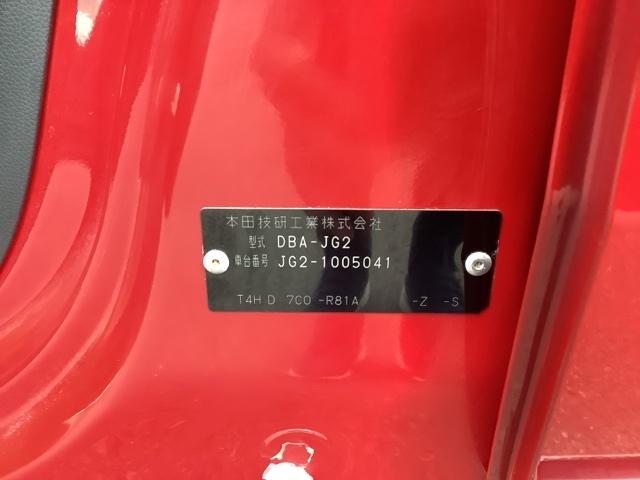 本田技研工業株式会社
型式 DBA-JG2
車台番号 JG2-1005041
T4H D 7C0 -R81A -Z -S